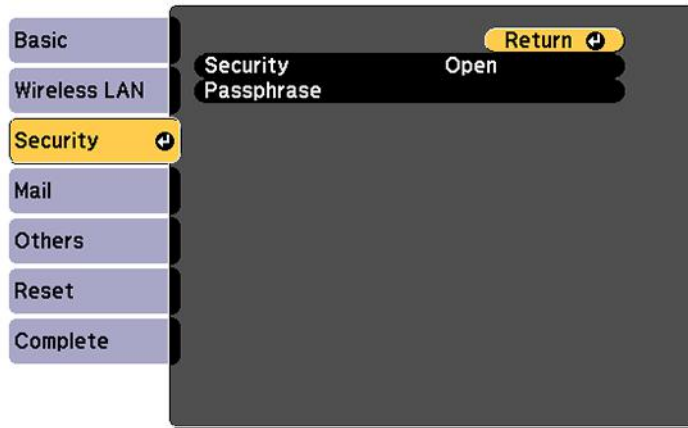 Basic
Wireless LAN
Security
Mail
Others
Reset
Complete
Return
Security Open
Passphrase